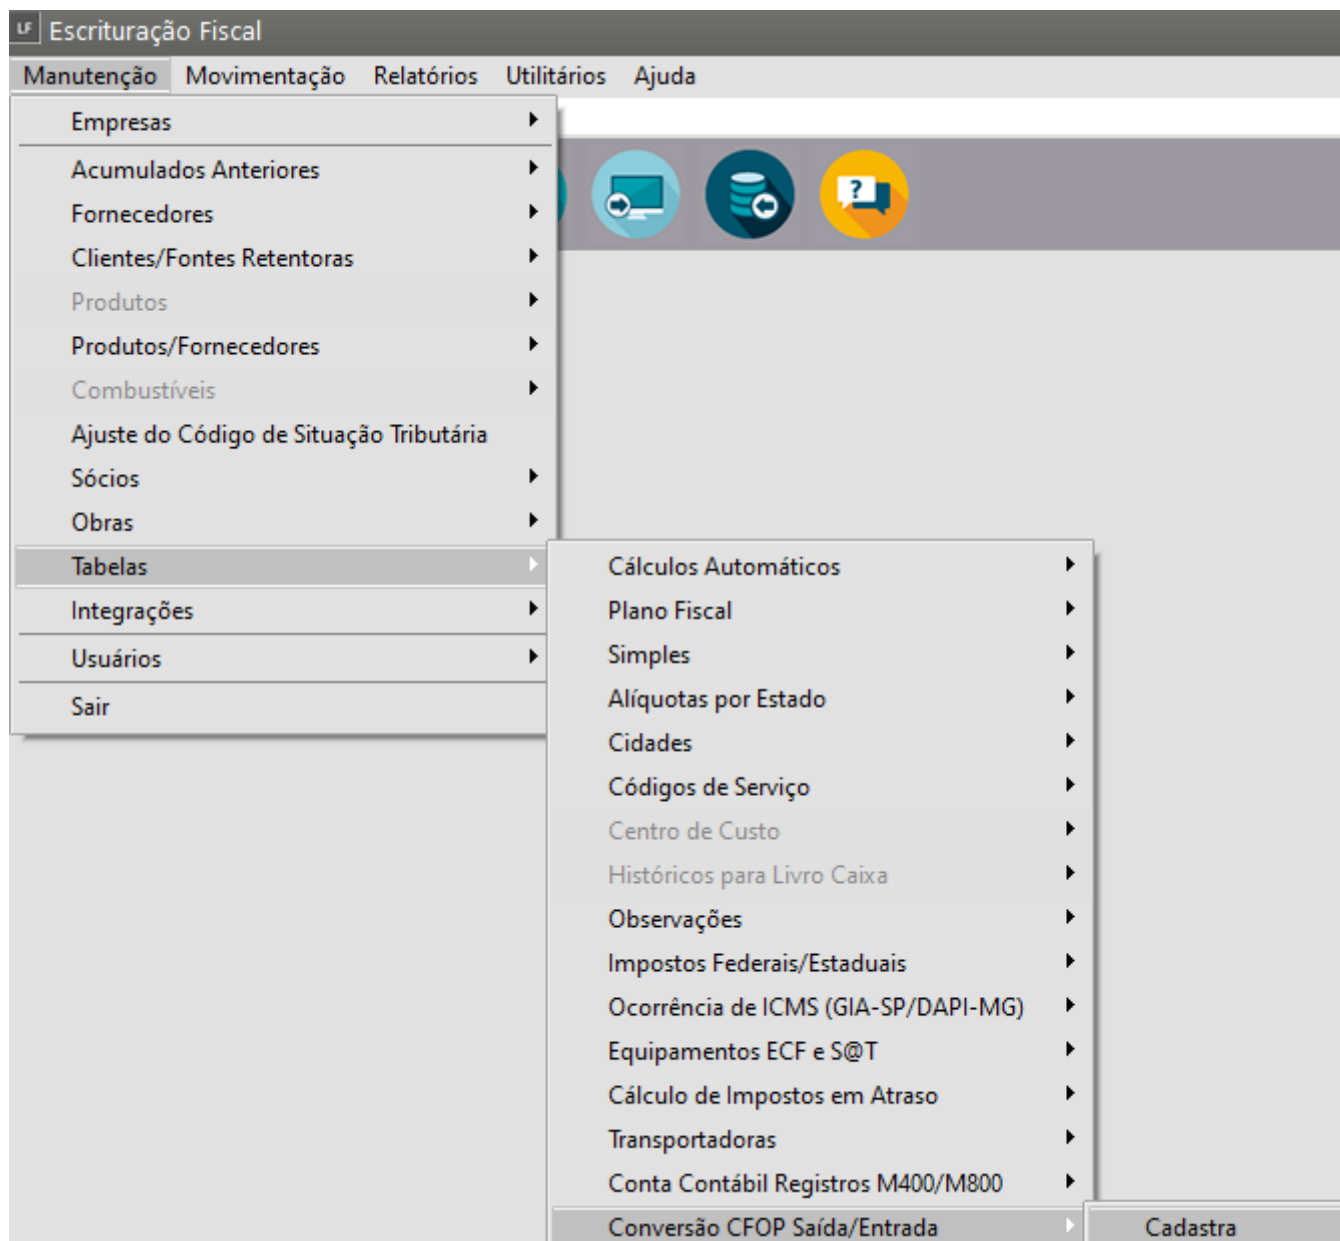 LF Escrituração Fiscal
Manutenção Movimentação Relatórios Utilitários Ajuda
Empresas
Acumulados Anteriores
Fornecedores
Clientes/Fontes Retentoras
Produtos
Produtos/Fornecedores
Combustíveis
Ajuste do Código de Situação Tributária
Sócios
Obras
Tabelas
Integrações
Usuários
Sair
Cálculos Automáticos
Plano Fiscal
Simples
Alíquotas por Estado
Cidades
Códigos de Serviço
Centro de Custo
Históricos para Livro Caixa
Observações
Impostos Federais/Estaduais
Ocorrência de ICMS (GIA-SP/DAPI-MG)
Equipamentos ECF e S@T
Cálculo de Impostos em Atraso
Transportadoras
Conta Contábil Registros M400/M800
Conversão CFOP Saída/Entrada
Cadastra